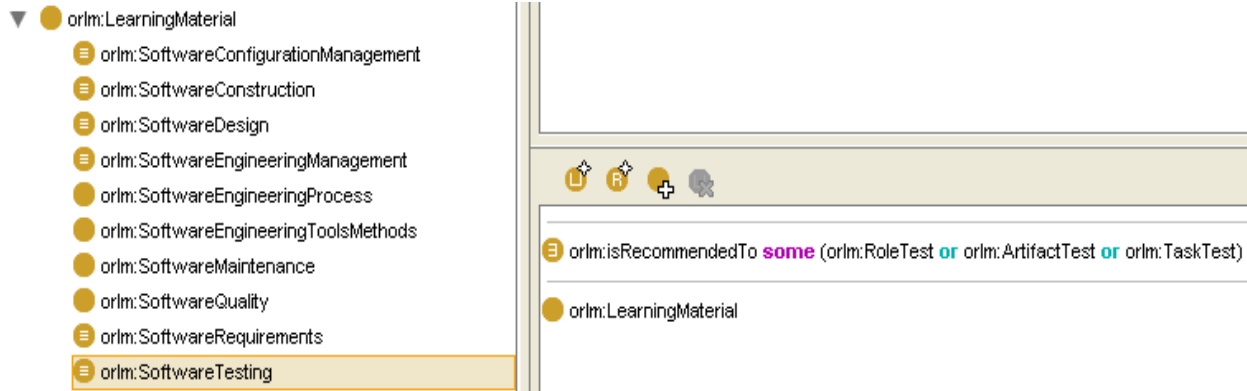 orlm:LearningMaterial
orlm:SoftwareConfigurationManagement
orlm:SoftwareConstruction
orlm:SoftwareDesign
orlm:SoftwareEngineeringManagement
orlm:SoftwareEngineeringProcess
orlm:SoftwareEngineeringToolsMethods
orlm:SoftwareMaintenance
orlm:SoftwareQuality
orlm:SoftwareRequirements
orlm:SoftwareTesting
orlm:isRecommendedTo some (orlm:RoleTest or orlm:ArtifactTest or orlm:TaskTest)
orlm:LearningMaterial